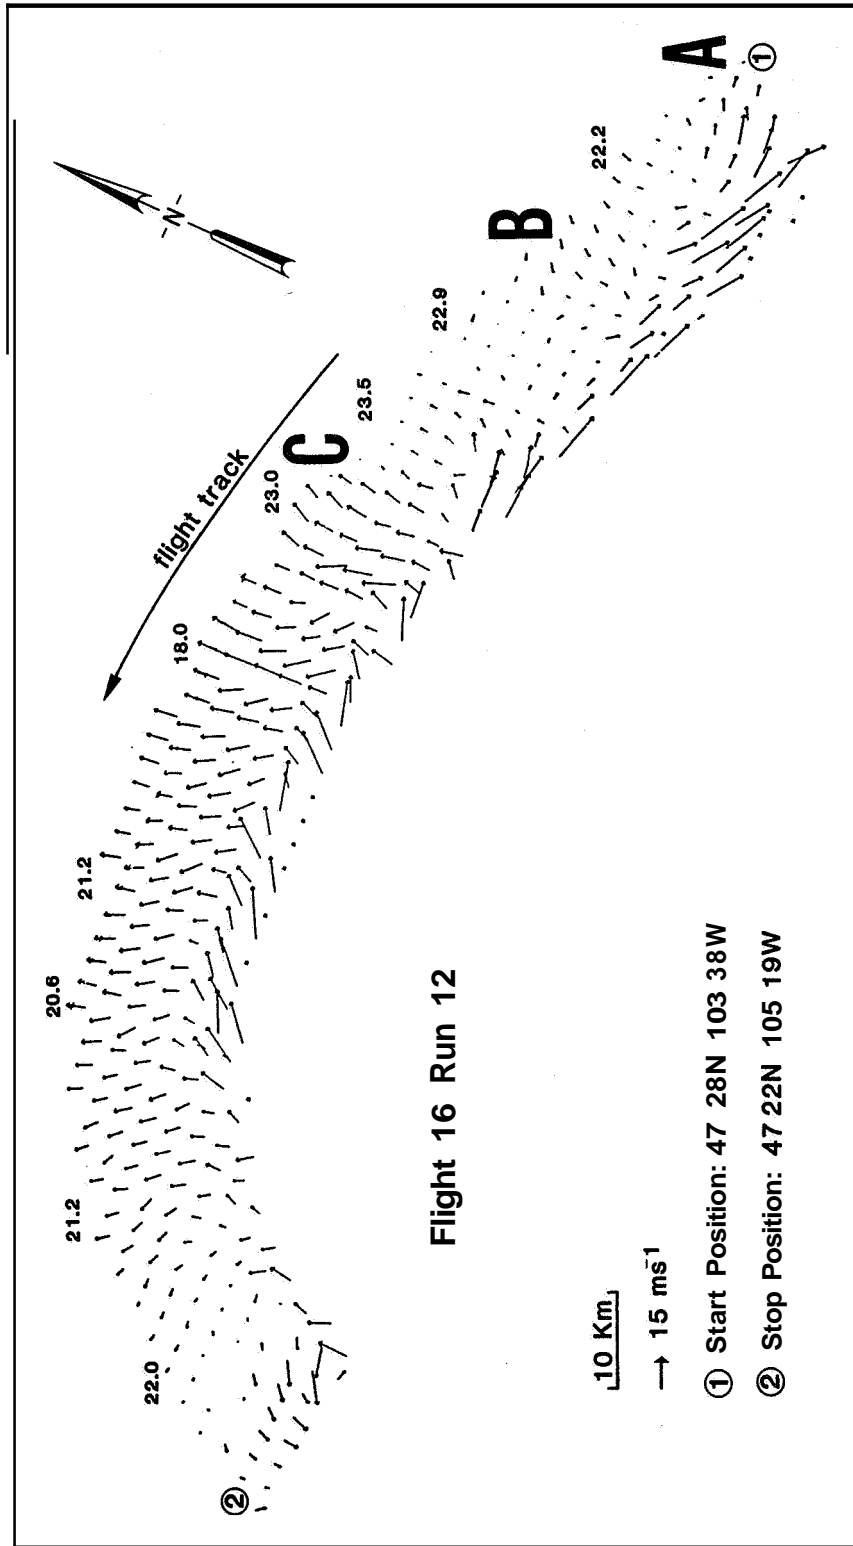 A
①
22.2
B
22.9
23.5
C
23.0
18.0
21.2
20.6
21.2
22.0
②
-N-
flight track
Flight 16 Run 12
10 Km
→ 15 ms⁻¹
① Start Position: 47 28N 103 38W
② Stop Position: 47 22N 105 19W